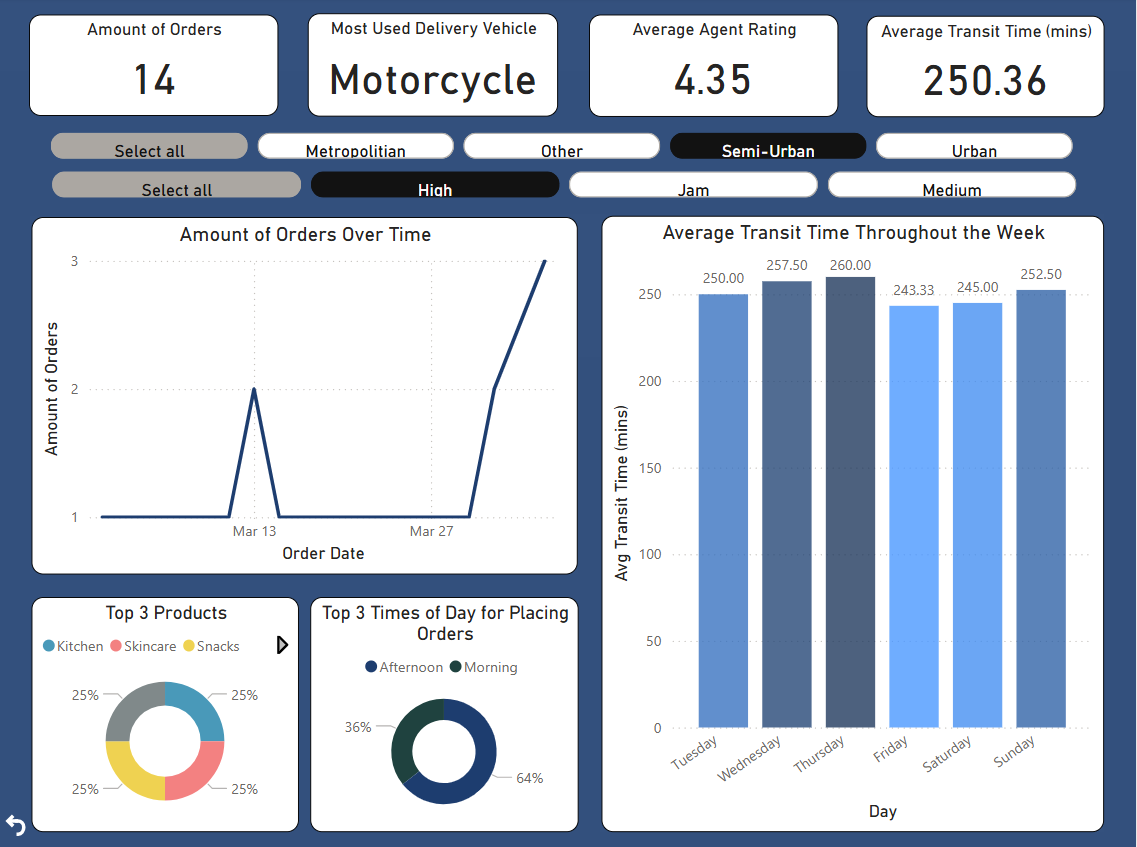 Amount of Orders
14
Most Used Delivery Vehicle
Motorcycle
Average Agent Rating
4.35
Average Transit Time (mins)
250.36
Select all
Metropolitian
Other
Semi-Urban
Urban
Select all
High
Jam
Medium
Amount of Orders Over Time
Amount of Orders
3
2
1
Mar 13
Mar 27
Order Date
Average Transit Time Throughout the Week
Avg Transit Time (mins)
250
200
150
100
50
0
250.00
257.50
260.00
243.33
245.00
252.50
Tuesday
Wednesday
Thursday
Friday
Saturday
Sunday
Day
Top 3 Products
Kitchen
Skincare
Snacks
25%
25%
25%
25%
Top 3 Times of Day for Placing
Orders
Afternoon
Morning
36%
64%